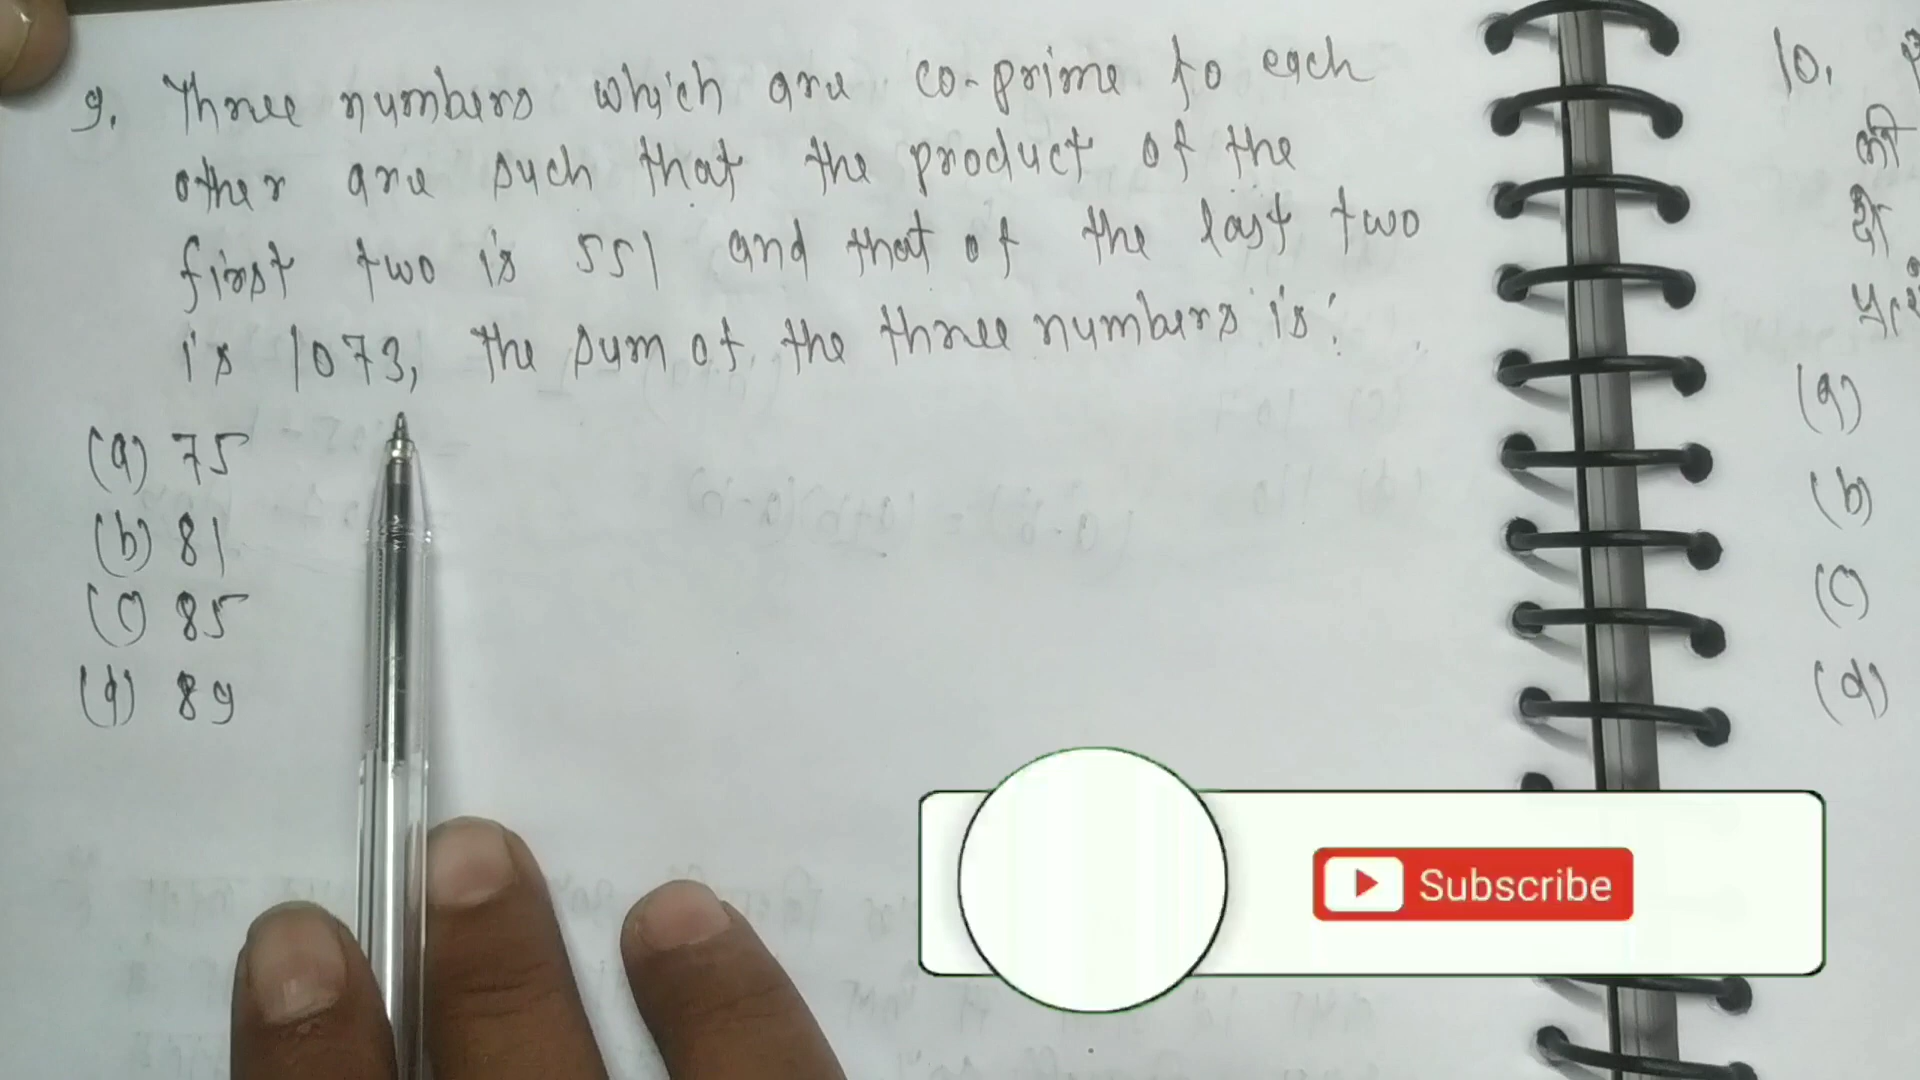 9. Three numbers which are co-prime to each
other are such that the product of the
first two is 551 and that of the last two
is 1073, the sum of the three numbers is:
(a) 75
(b) 81
(c) 85
(d) 89
10.
की
(a)
(b)
(c)
(d)
Subscribe